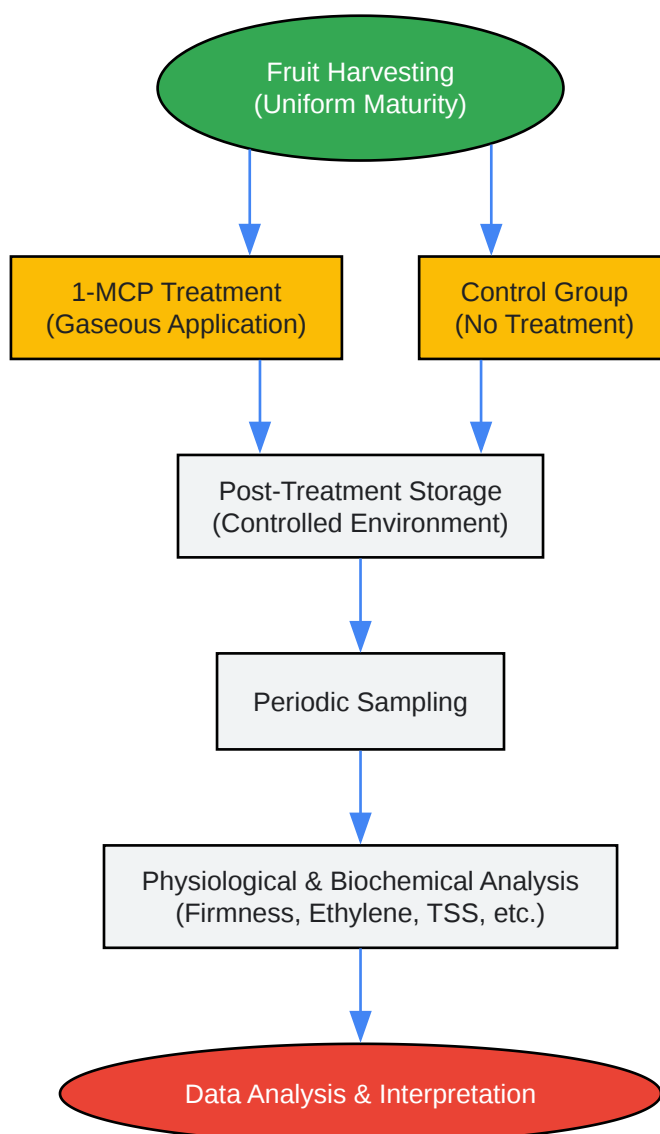 Fruit Harvesting
(Uniform Maturity)
1-MCP Treatment
(Gaseous Application)
Control Group
(No Treatment)
Post-Treatment Storage
(Controlled Environment)
Periodic Sampling
Physiological & Biochemical Analysis
(Firmness, Ethylene, TSS, etc.)
Data Analysis & Interpretation